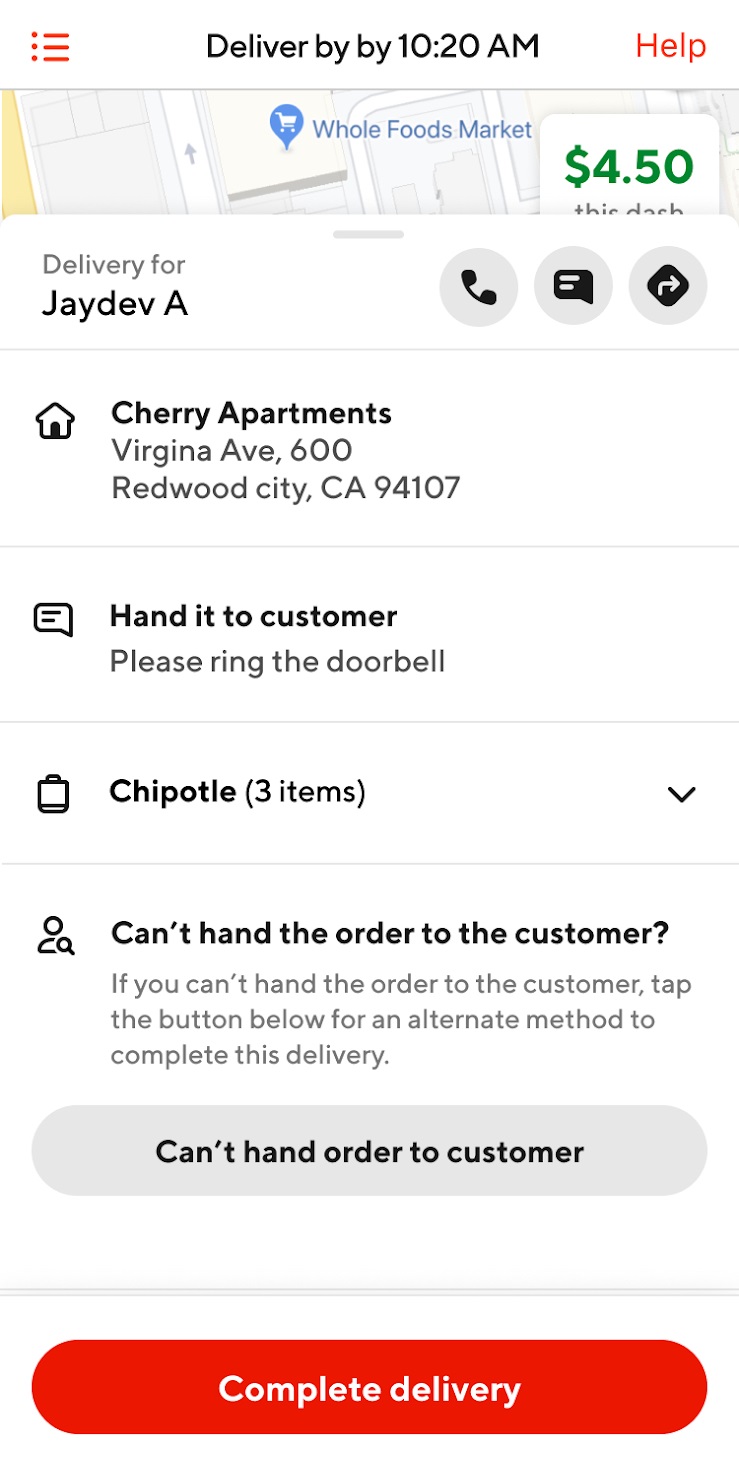 Deliver by by 10:20 AM
Help
Whole Foods Market
$4.50
this dash
Delivery for
Jaydev A
Cherry Apartments
Virgina Ave, 600
Redwood city, CA 94107
Hand it to customer
Please ring the doorbell
Chipotle (3 items)
Can’t hand the order to the customer?
If you can’t hand the order to the customer, tap
the button below for an alternate method to
complete this delivery.
Can’t hand order to customer
Complete delivery